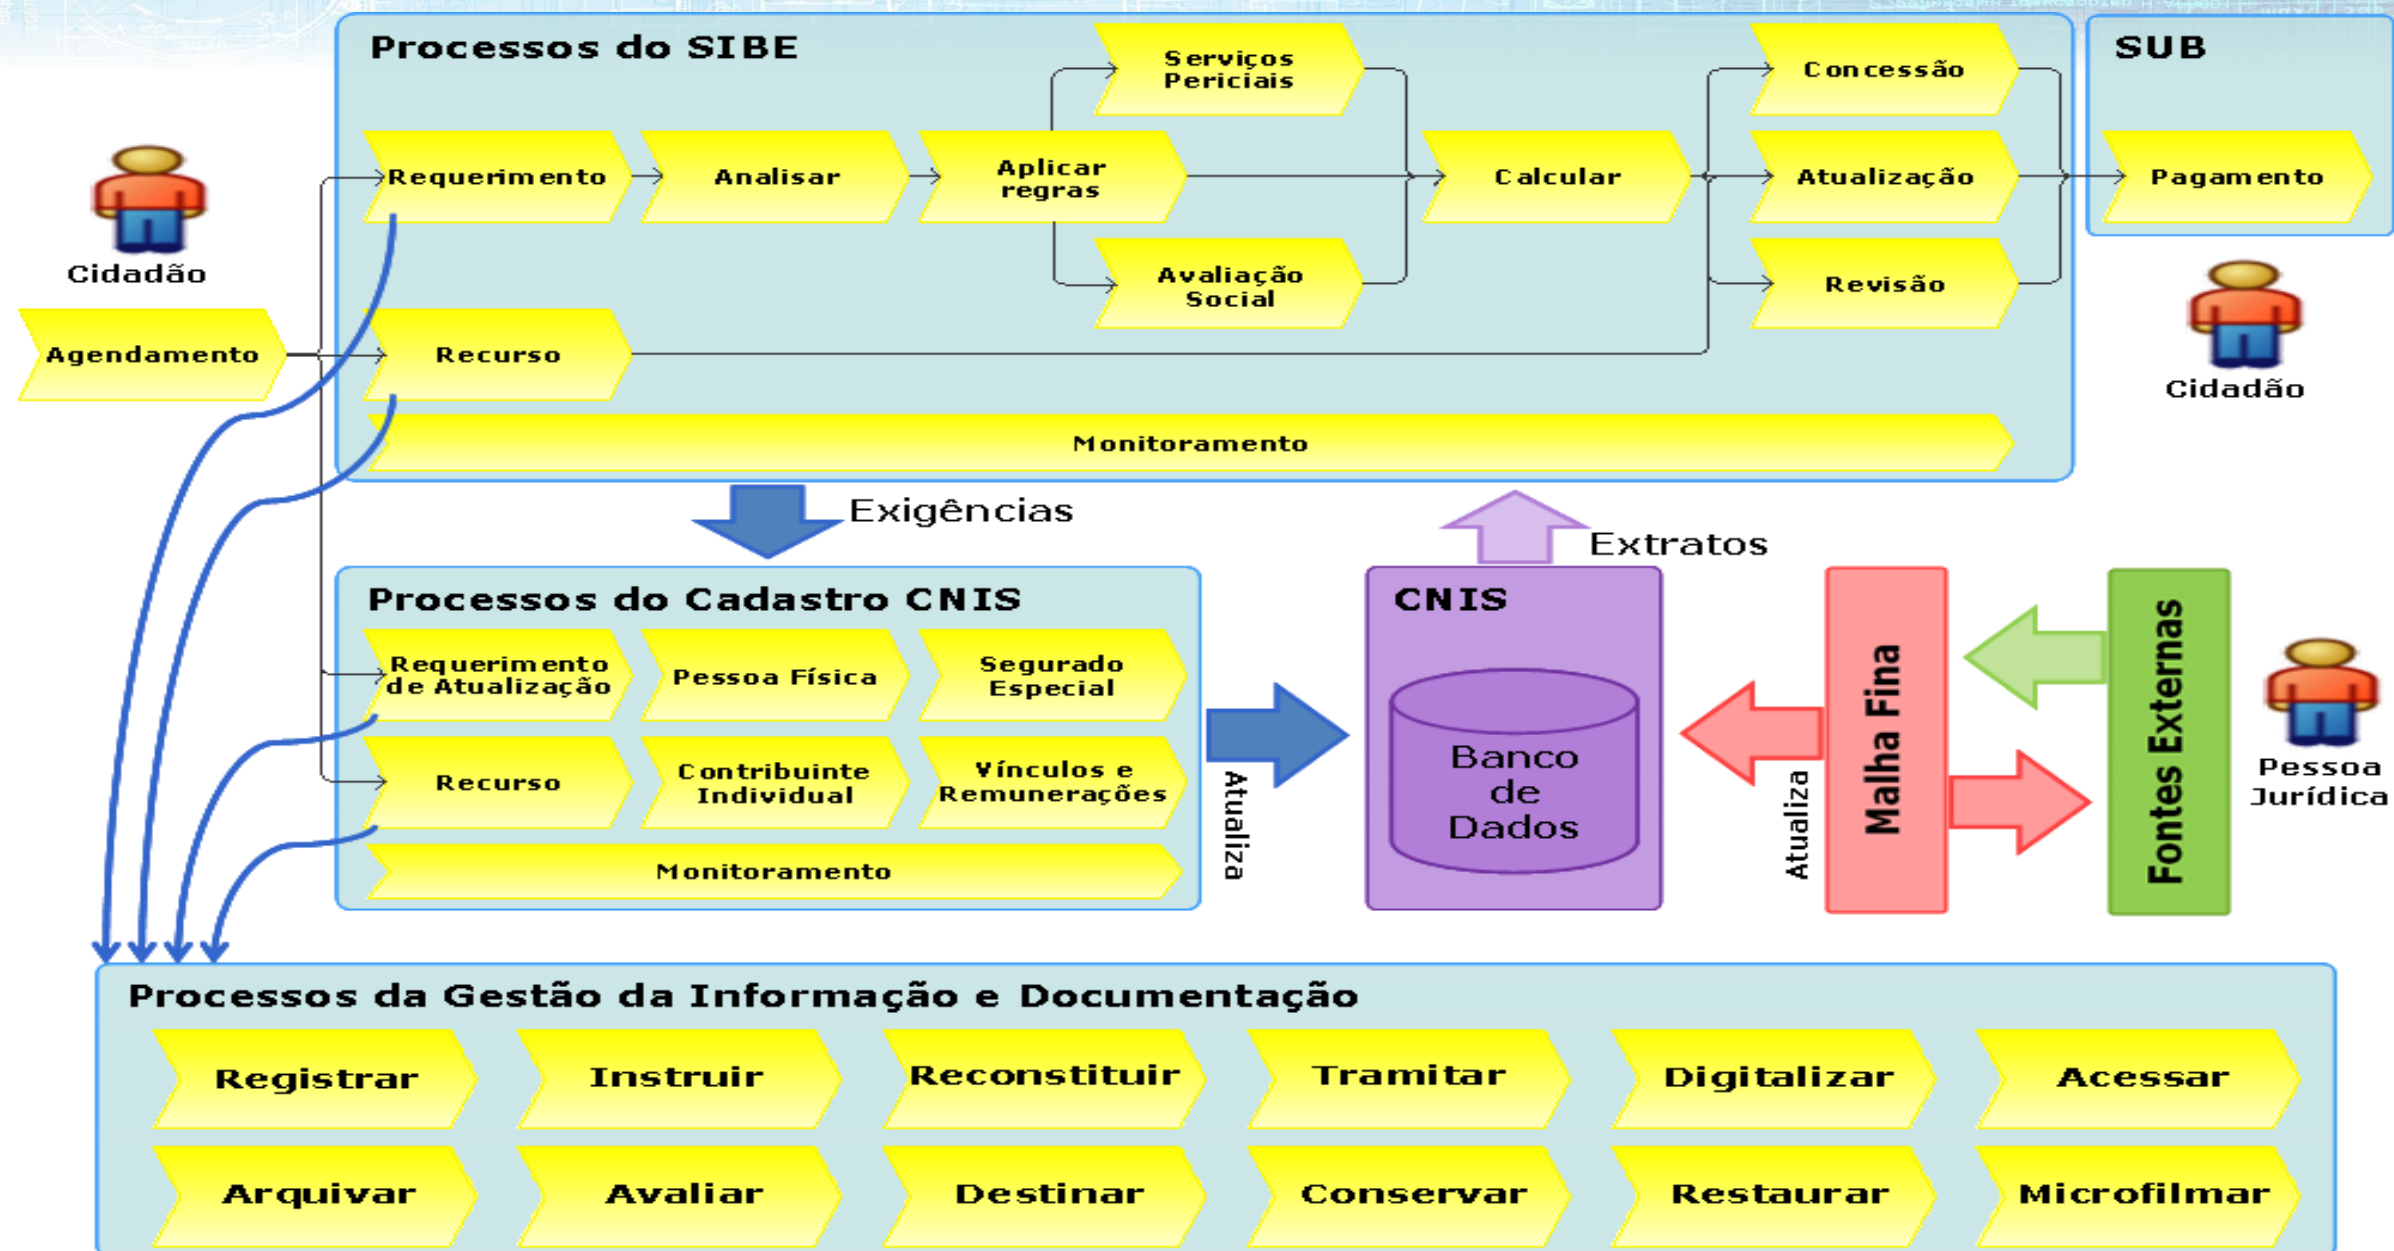 Processos do SIBE
SUB
Serviços
Periciais
Concessão
Cidadão
Requerimento
Analisar
Aplicar
regras
Calcular
Atualização
Pagamento
Avaliação
Social
Revisão
Cidadão
Agendamento
Recurso
Monitoramento
Exigências
Extratos
Processos do Cadastro CNIS
Requerimento
de Atualização
Pessoa Física
Segurado
Especial
Recurso
Contribuinte
Individual
Vínculos e
Remunerações
Monitoramento
Atualiza
CNIS
Banco
de
Dados
Atualiza
Malha Fina
Fontes Externas
Pessoa
Jurídica
Processos da Gestão da Informação e Documentação
Registrar
Instruir
Reconstituir
Tramitar
Digitalizar
Acessar
Arquivar
Avaliar
Destinar
Conservar
Restaurar
Microfilmar